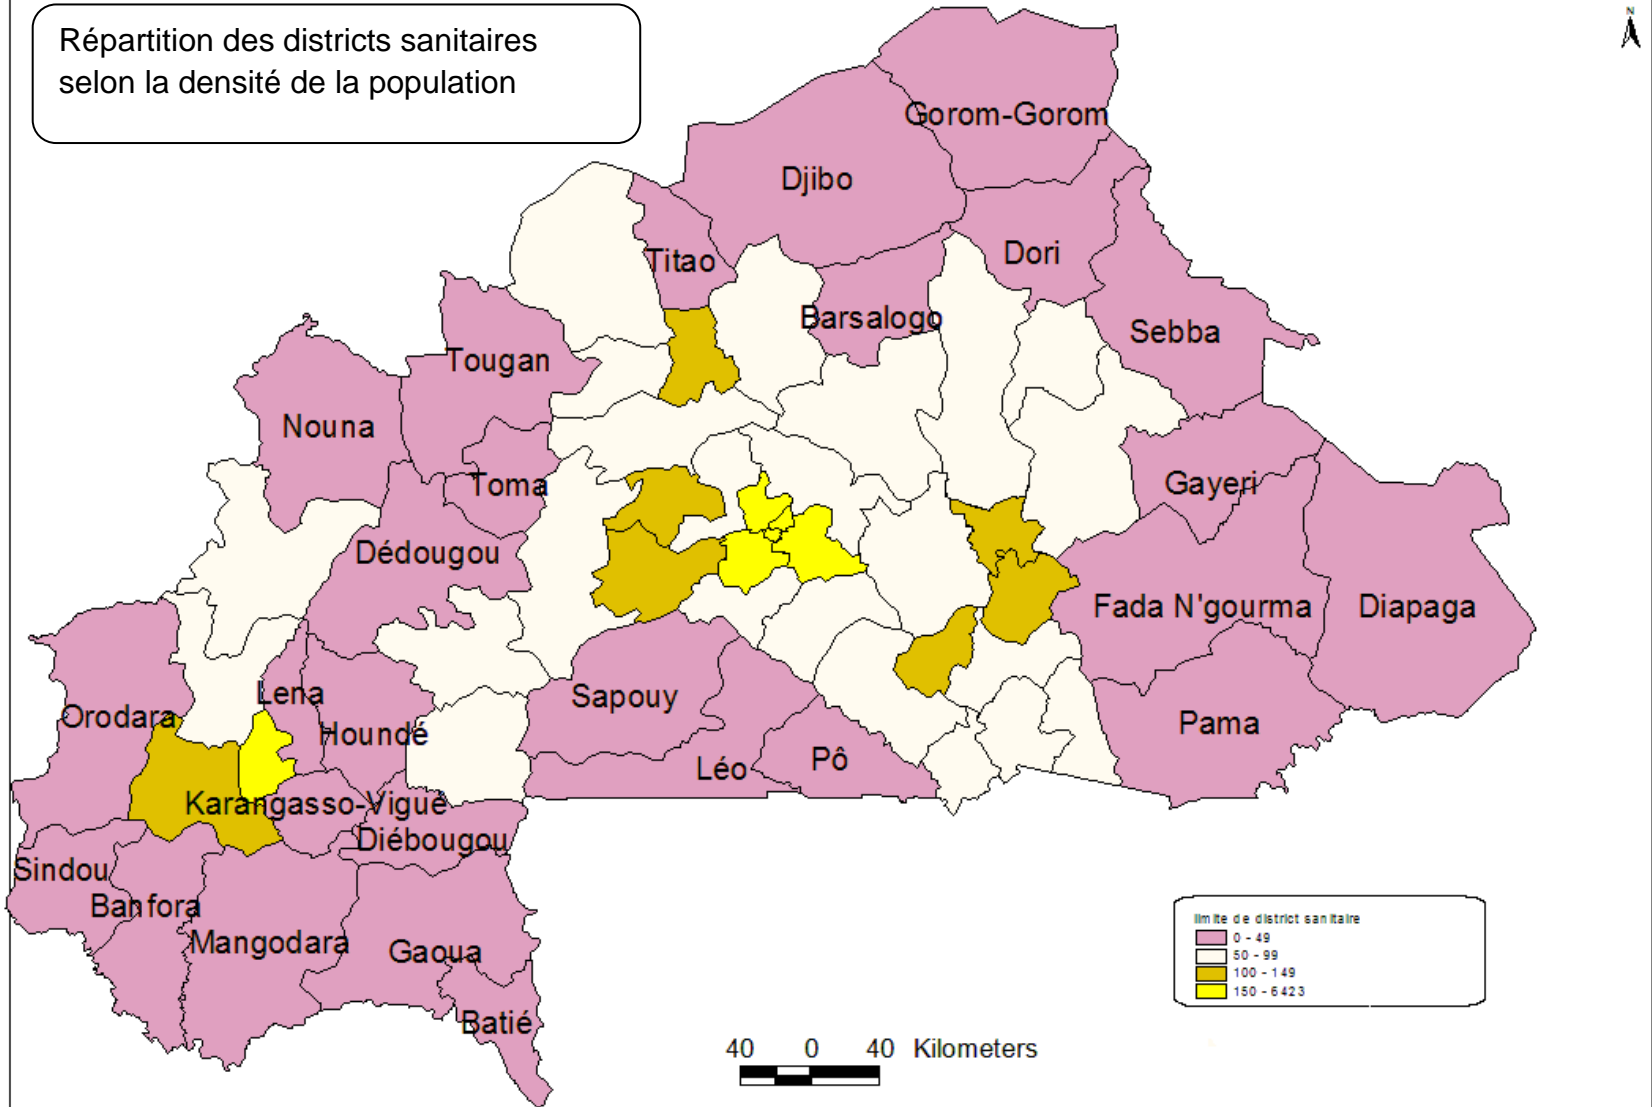 Répartition des districts sanitaires
selon la densité de la population
N
Gorom-Gorom
Djibo
Dori
Titao
Barsalogo
Sebba
Tougan
Nouna
Gayeri
Toma
Dédougou
Fada N'gourma
Diapaga
Lena
Sapouy
Orodara
Houndé
Pama
Léo
Pô
Karangasso-Vigué
Diébougou
Sindou
Banfora
Mangodara
Gaoua
Batié
limite de district sanitaire
0 - 49
50 - 99
100 - 149
150 - 6423
40 0 40 Kilometers